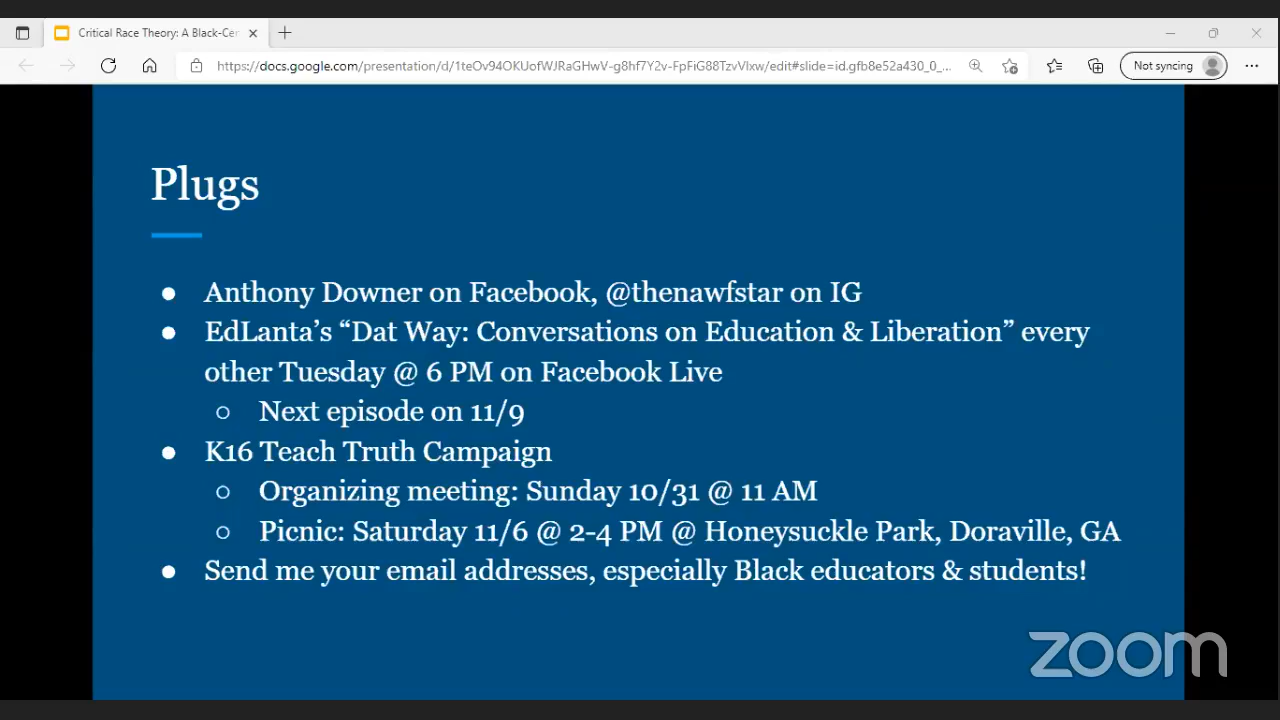 Critical Race Theory: A Black-Cer
https://docs.google.com/presentation/d/1teOv94OKUofWJRaGHwV-g8hf7Y2v-FpFiG88TzvVlxw/edit#slide=id.gfb8e52a430_0_...
Not syncing
Plugs
● Anthony Downer on Facebook, @thenawfstar on IG
● EdLanta’s “Dat Way: Conversations on Education & Liberation” every
other Tuesday @ 6 PM on Facebook Live
○ Next episode on 11/9
● K16 Teach Truth Campaign
○ Organizing meeting: Sunday 10/31 @ 11 AM
○ Picnic: Saturday 11/6 @ 2-4 PM @ Honeysuckle Park, Doraville, GA
● Send me your email addresses, especially Black educators & students!
zoom